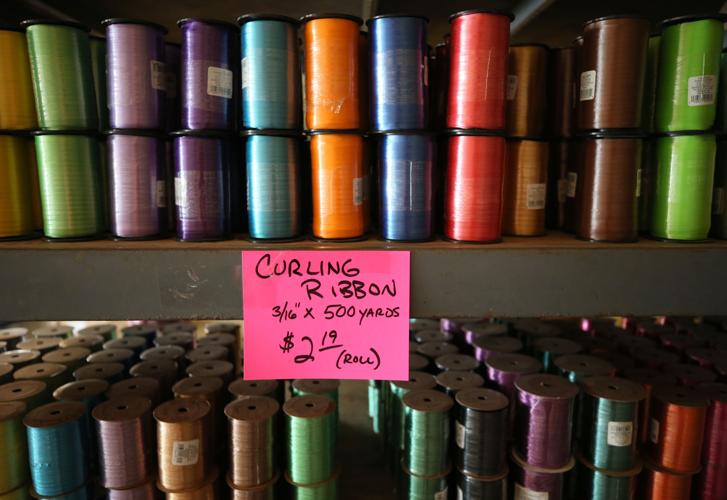 CURLING
RIBBON
3/16" X 500 YARDS
$2 19 (ROLL)